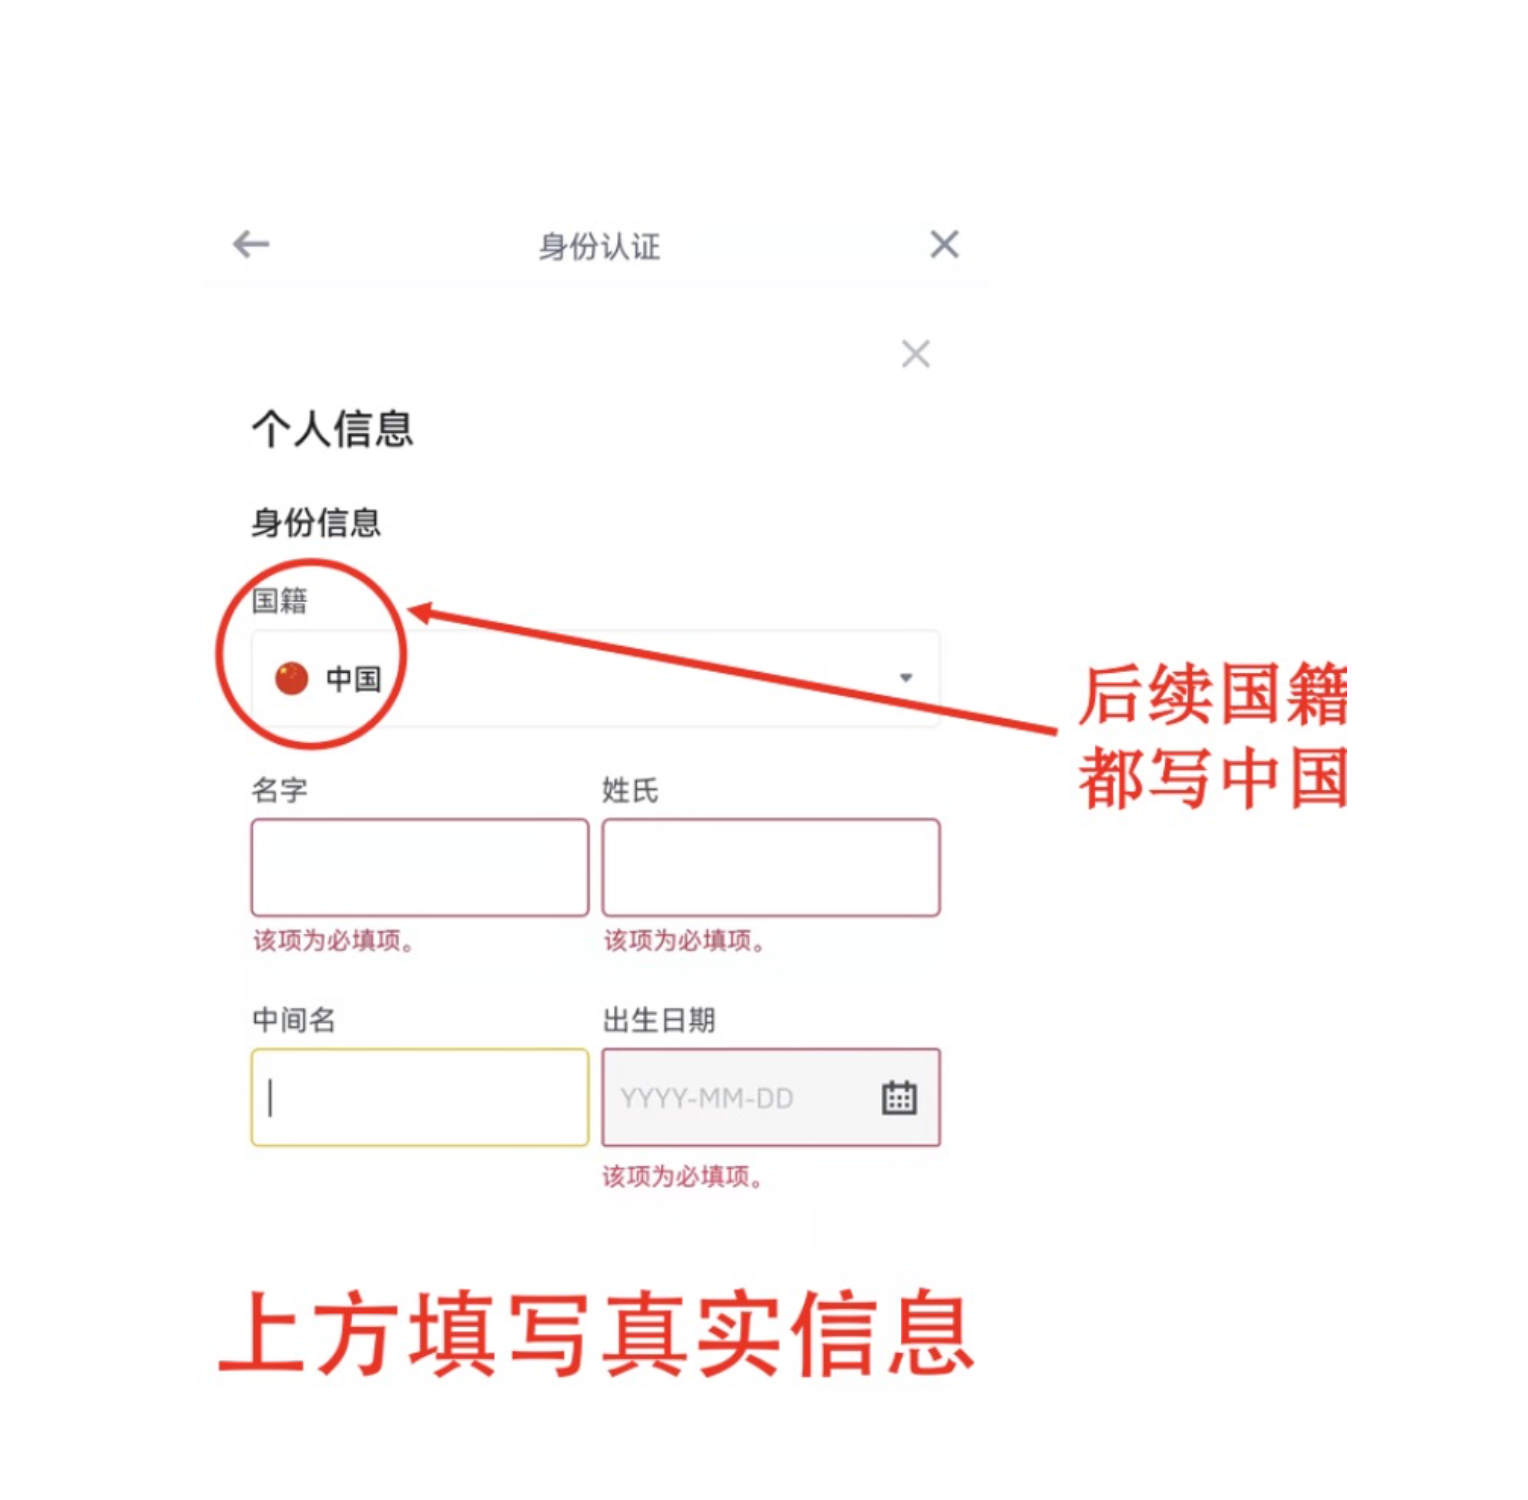 身份认证
个人信息
身份信息
国籍
中国
后续国籍
都写中国
名字 姓氏
该项为必填项。 该项为必填项。
中间名 出生日期
YYYY-MM-DD
该项为必填项。
上方填写真实信息